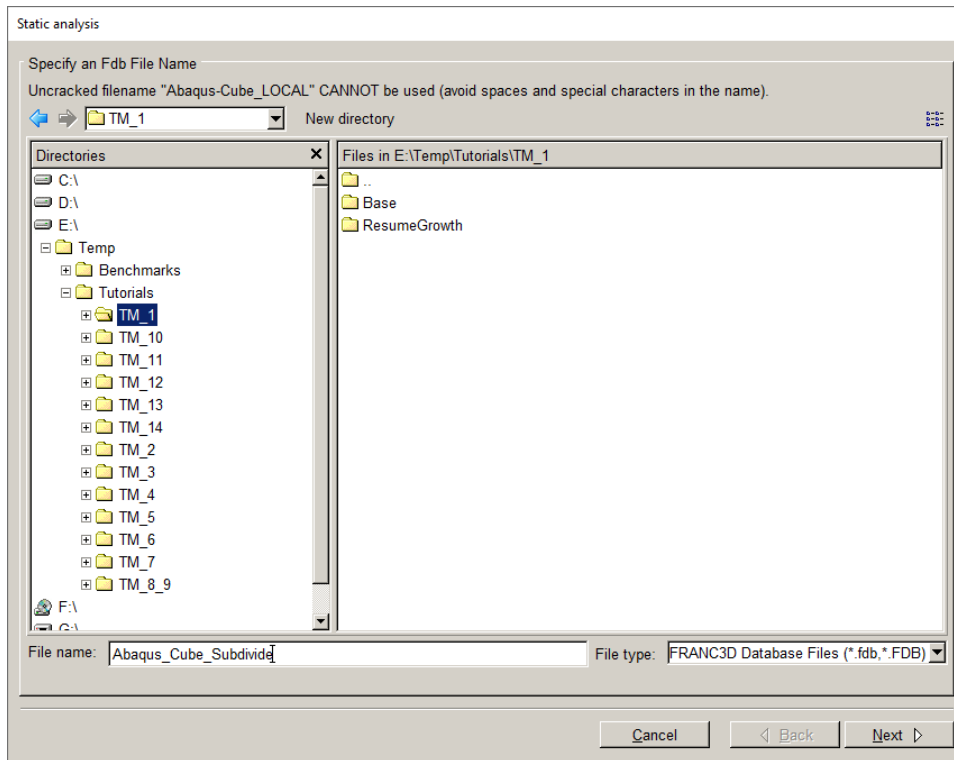 Static analysis
Specify an Fdb File Name
Uncracked filename "Abaqus-Cube_LOCAL" CANNOT be used (avoid spaces and special characters in the name).
TM_1 New directory
Directories
C:\
D:\
E:\
Temp
Benchmarks
Tutorials
TM_1
TM_10
TM_11
TM_12
TM_13
TM_14
TM_2
TM_3
TM_4
TM_5
TM_6
TM_7
TM_8_9
F:\
G:\
Files in E:\Temp\Tutorials\TM_1
..
Base
ResumeGrowth
File name: Abaqus_Cube_Subdivide File type: FRANC3D Database Files (*.fdb,*.FDB)
Cancel Back Next